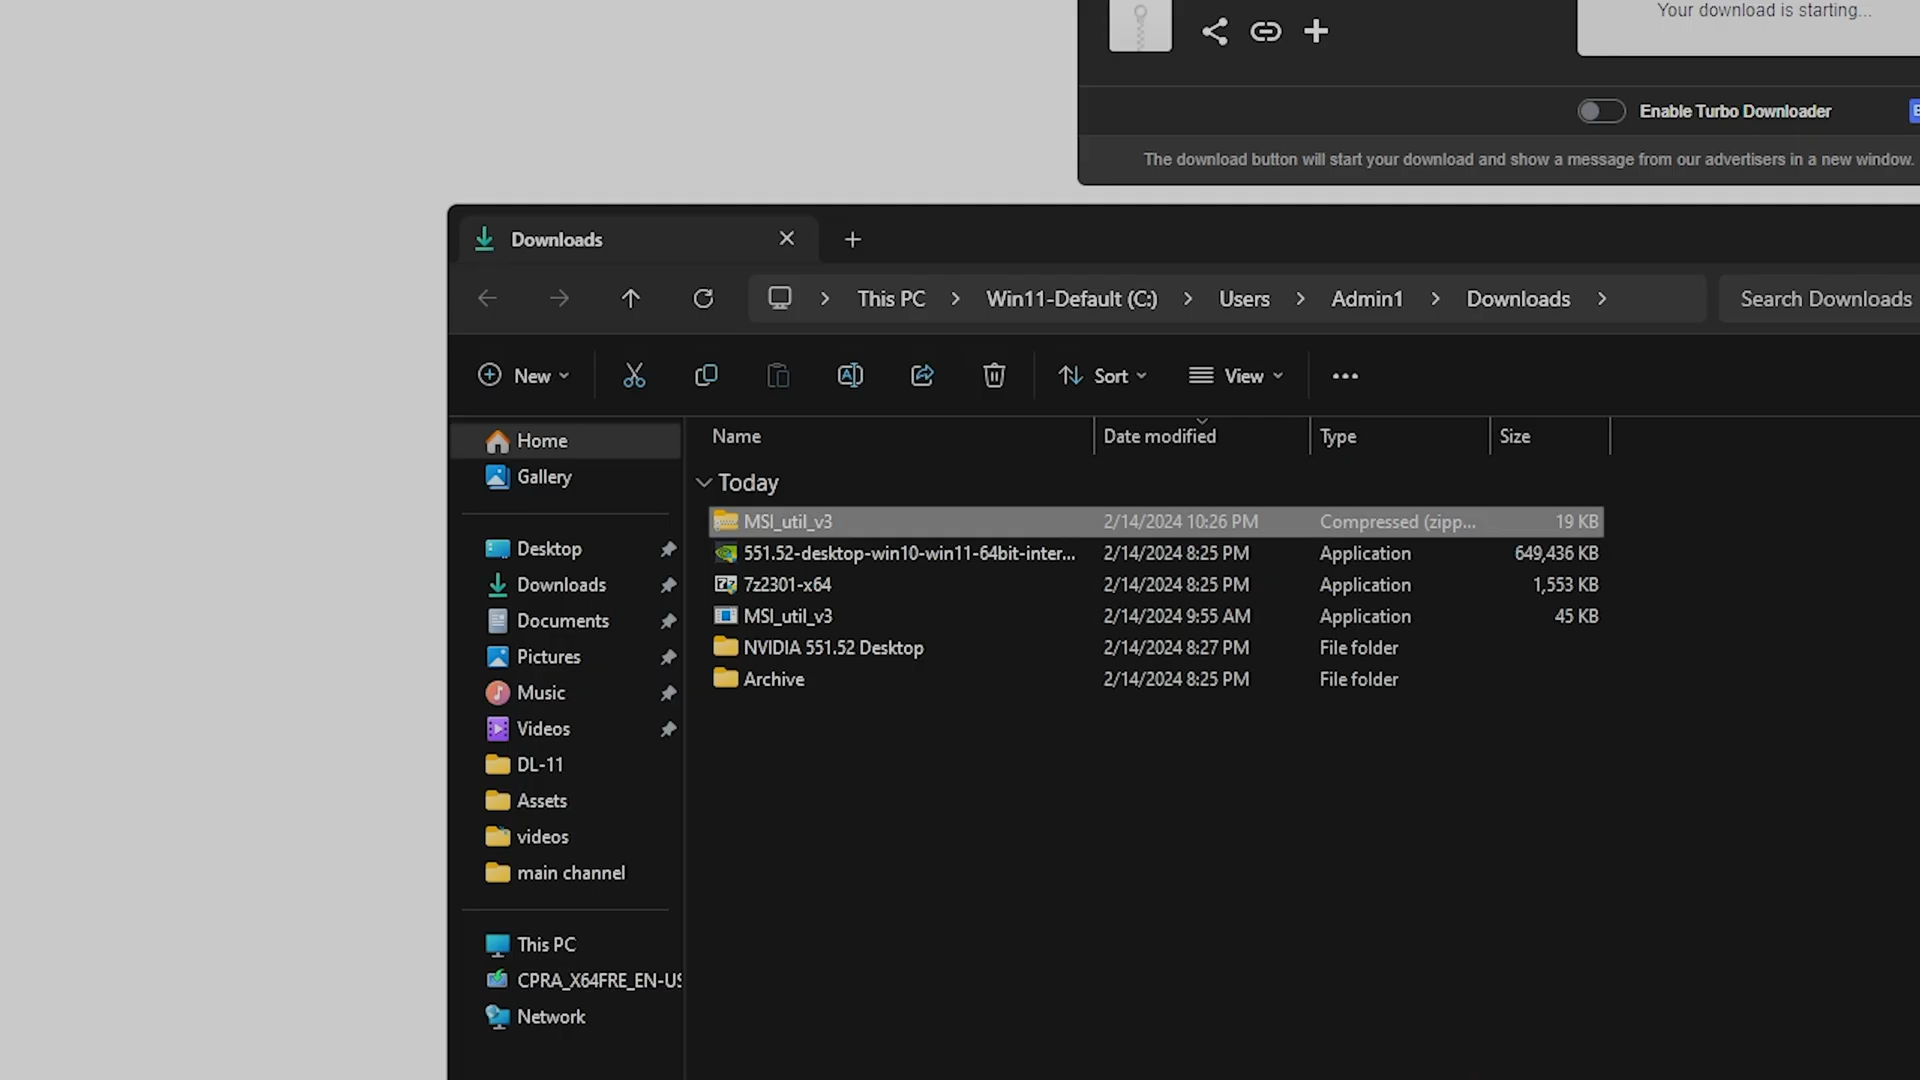 Your download is starting...
Enable Turbo Downloader
The download button will start your download and show a message from our advertisers in a new window.
Downloads
This PC > Win11-Default (C:) > Users > Admin1 > Downloads >
Search Downloads
New
Sort
View
Home
Gallery
Desktop
Downloads
Documents
Pictures
Music
Videos
DL-11
Assets
videos
main channel
This PC
CPRA_X64FRE_EN-US
Network
Name Date modified Type Size
Today
MSI_util_v3 2/14/2024 10:26 PM Compressed (zipp... 19 KB
551.52-desktop-win10-win11-64bit-inter... 2/14/2024 8:25 PM Application 649,436 KB
7z2301-x64 2/14/2024 8:25 PM Application 1,553 KB
MSI_util_v3 2/14/2024 9:55 AM Application 45 KB
NVIDIA 551.52 Desktop 2/14/2024 8:27 PM File folder
Archive 2/14/2024 8:25 PM File folder